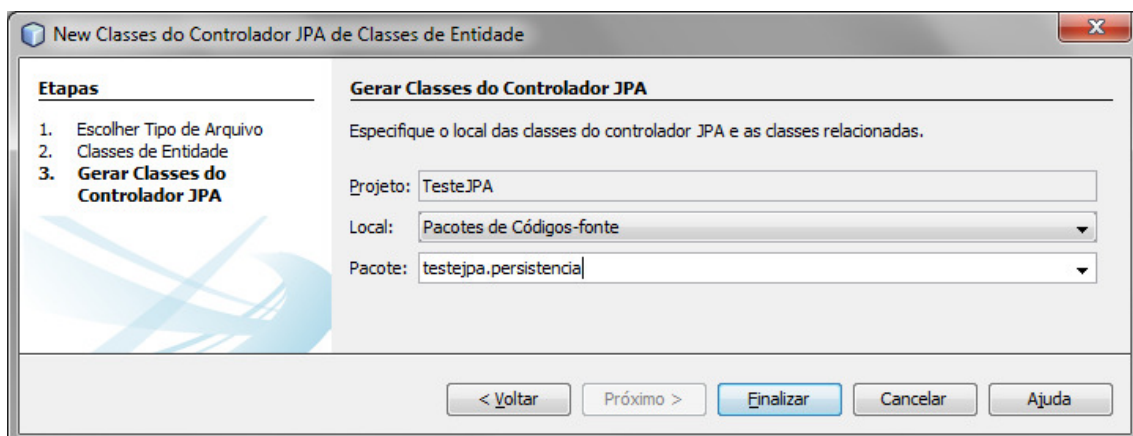 New Classes do Controlador JPA de Classes de Entidade
Etapas
1. Escolher Tipo de Arquivo
2. Classes de Entidade
3. Gerar Classes do
Controlador JPA
Gerar Classes do Controlador JPA
Especifique o local das classes do controlador JPA e as classes relacionadas.
Projeto: TesteJPA
Local: Pacotes de Códigos-fonte
Pacote: testejpa.persistencia
< Voltar Próximo > Finalizar Cancelar Ajuda